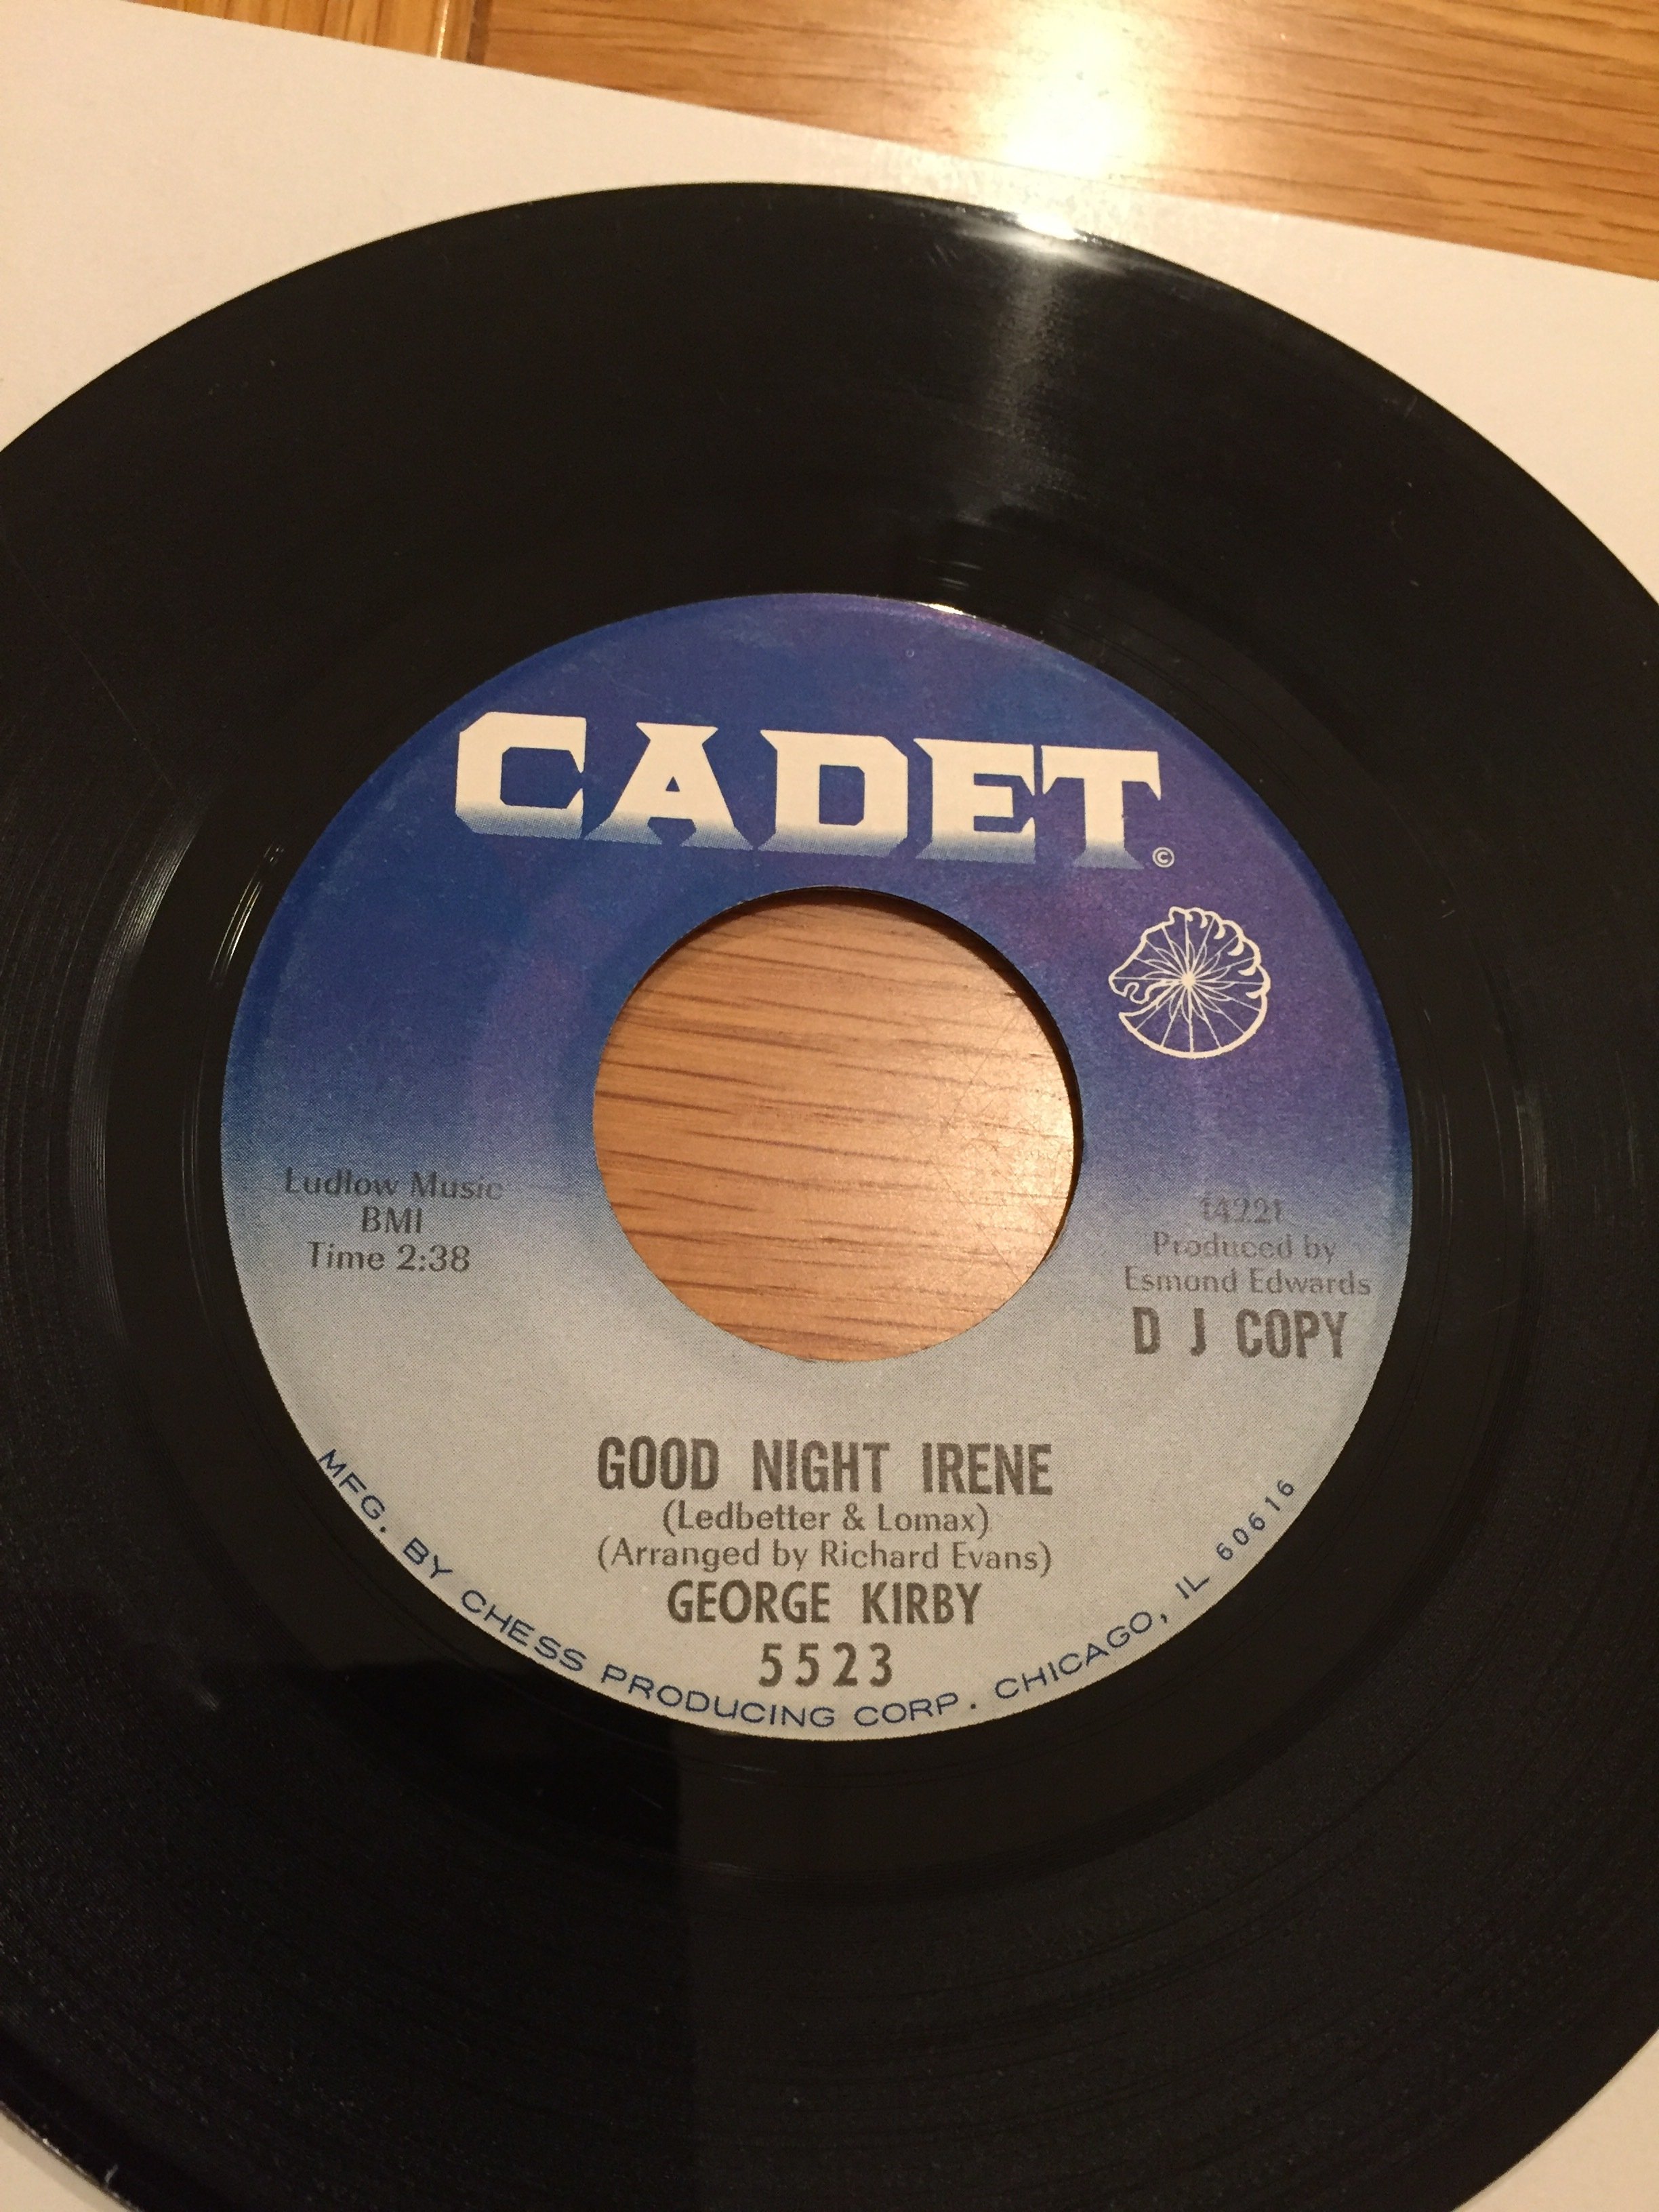 CADET
©
Ludlow Music
BMI
Time 2:38
14221
Produced by
Esmond Edwards
D J COPY
GOOD NIGHT IRENE
(Ledbetter & Lomax)
(Arranged by Richard Evans)
GEORGE KIRBY
5523
MFG. BY CHESS PRODUCING CORP. CHICAGO, IL 60616